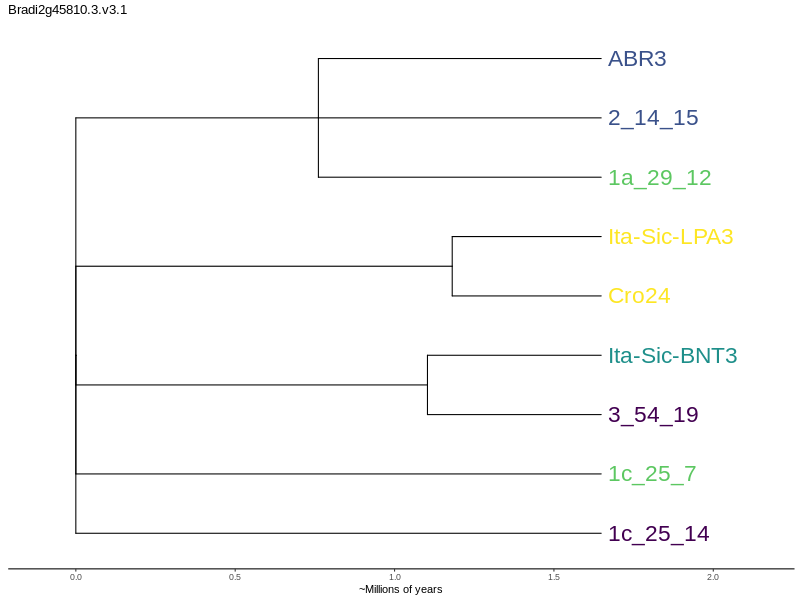 Bradi2g45810.3.v3.1
ABR3
2_14_15
1a_29_12
Ita-Sic-LPA3
Cro24
Ita-Sic-BNT3
3_54_19
1c_25_7
1c_25_14
0.0 0.5 1.0 1.5 2.0
~Millions of years